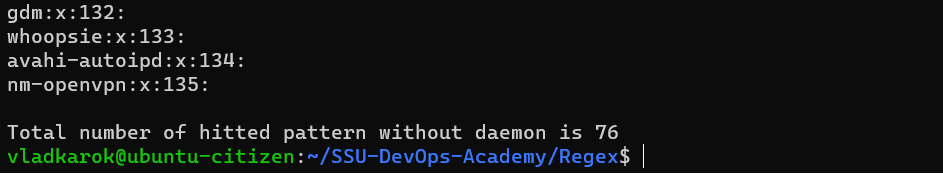 gdm:x:132:
whoopsie:x:133:
avahi-autoipd:x:134:
nm-openvpn:x:135:

Total number of hitted pattern without daemon is 76
vladkarok@ubuntu-citizen:~/SSU-DevOps-Academy/Regex$